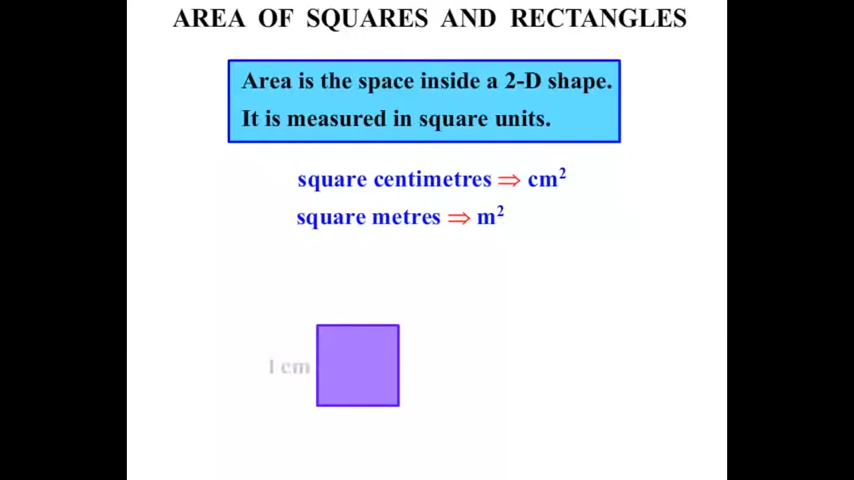 AREA OF SQUARES AND RECTANGLES
Area is the space inside a 2-D shape.
It is measured in square units.
square centimetres ⇒ cm²
square metres ⇒ m²
1 cm